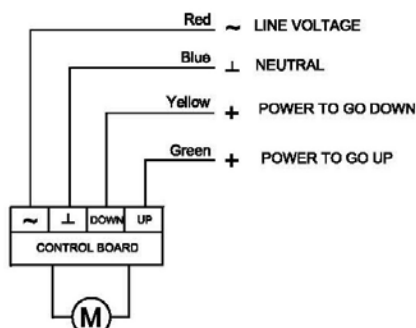 Red ~ LINE VOLTAGE
Blue ⊥ NEUTRAL
Yellow + POWER TO GO DOWN
Green + POWER TO GO UP
~ ⊥ DOWN UP
CONTROL BOARD
M